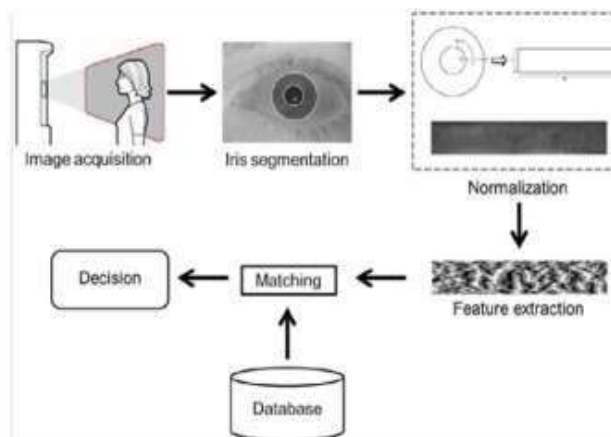 Image acquisition
Iris segmentation
Normalization
Decision
Matching
Feature extraction
Database